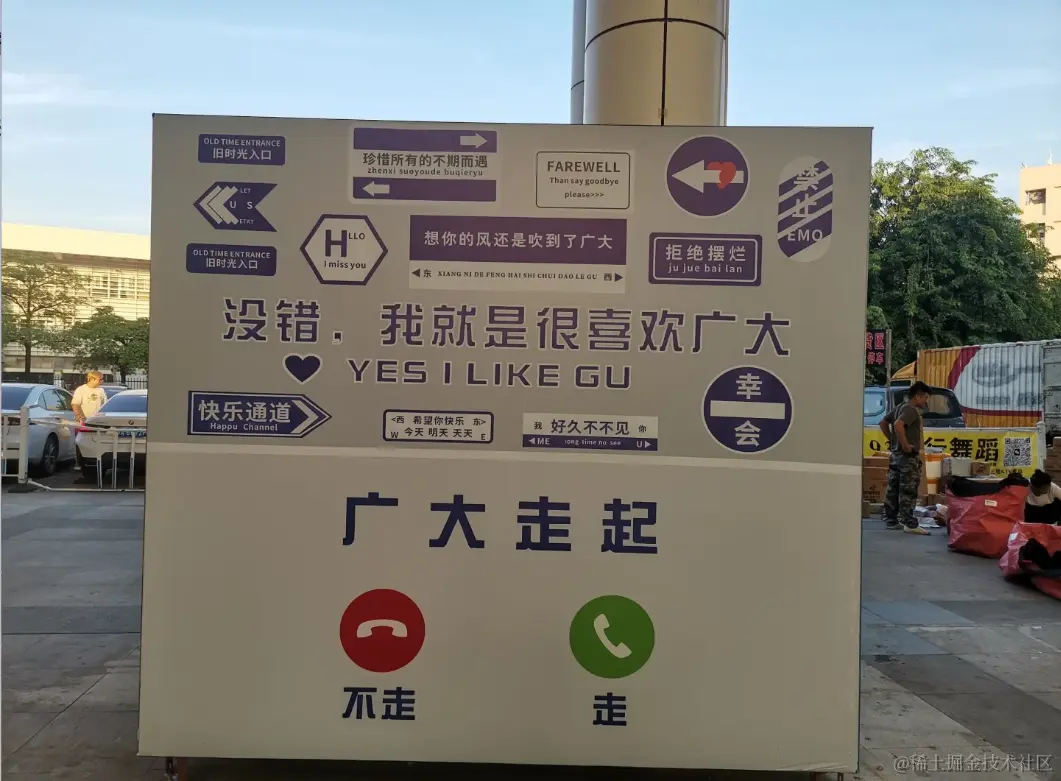 OLD TIME ENTRANCE
旧时光入口
珍惜所有的不期而遇
zhenxi suoyoude buqieryu
FAREWELL
Than say goodbye
please>>>
禁止
EMO
LET
U S
HLLO
I miss you
想你的风还是吹到了广大
东 XIANG NI DE FENG HAI SHI CHUI DAO LE GU 西
拒绝摆烂
ju jue bai lan
OLD TIME ENTRANCE
旧时光入口
没错，我就是很喜欢广大
YES I LIKE GU
快乐通道
Happu Channel
<西 希望你快乐 东>
W 今天 明天 天天 E
我 好久不不见 你
ME long time no see U
幸会
广大走起
不走
走
行舞蹈
@稀土掘金技术社区